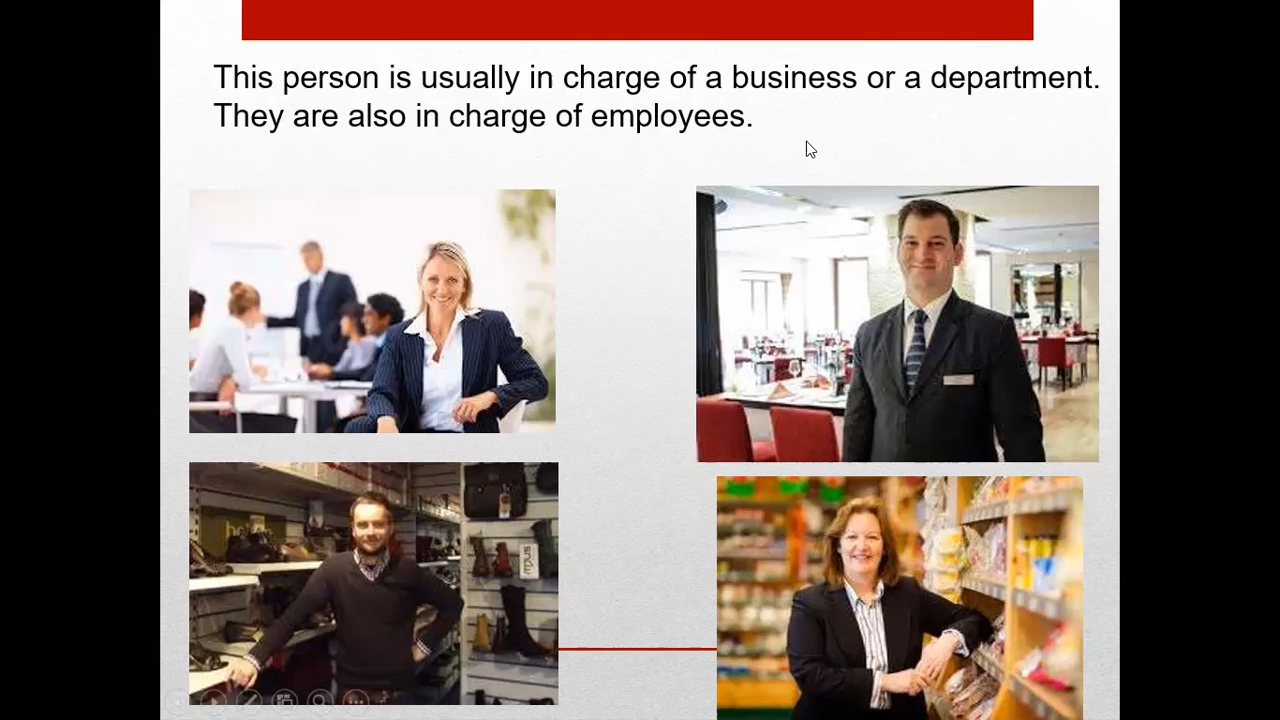 This person is usually in charge of a business or a department.
They are also in charge of employees.